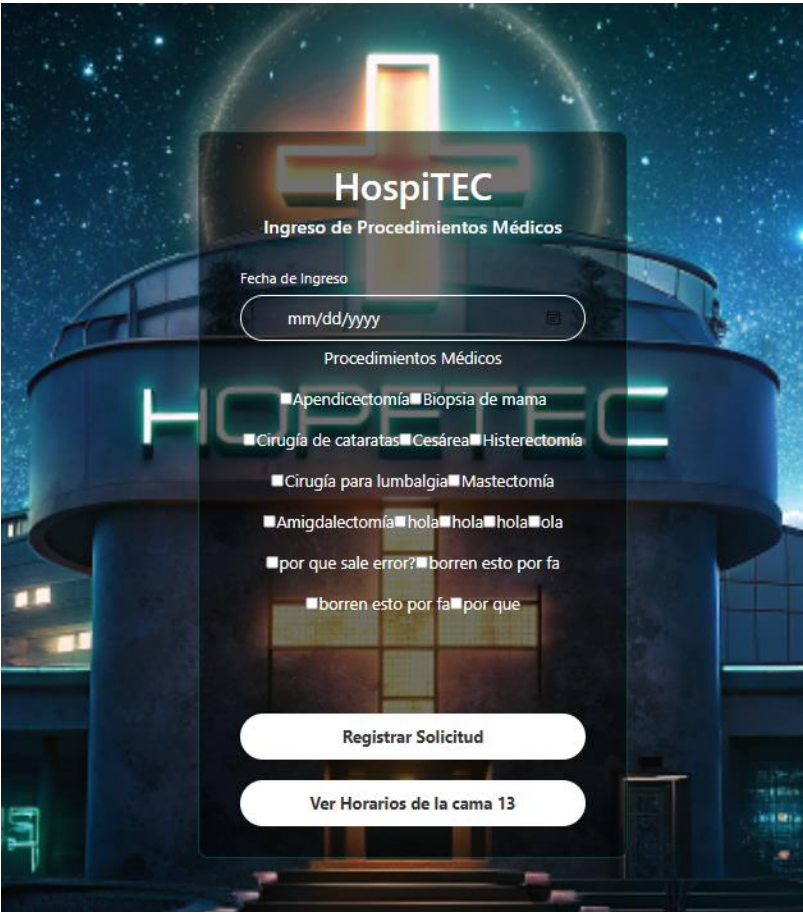 HospiTEC
Ingreso de Procedimientos Médicos
Fecha de Ingreso
mm/dd/yyyy
Procedimientos Médicos
HOPETEC
Apendicectomía Biopsia de mama
Cirugía de cataratas Cesárea Histerectomía
Cirugía para lumbalgia Mastectomía
Amigdalectomía hola hola hola ola
por que sale error? borren esto por fa
borren esto por fa por que
Registrar Solicitud
Ver Horarios de la cama 13